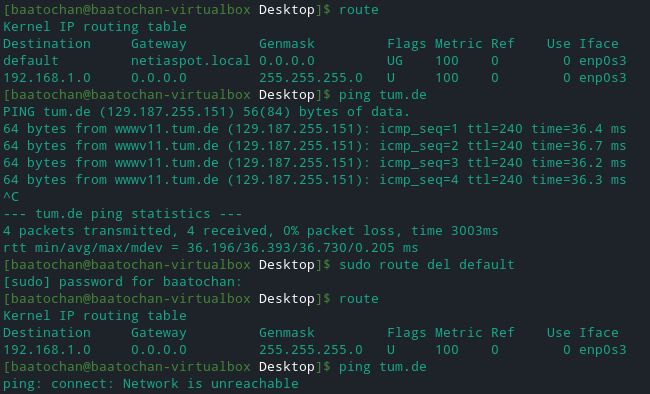 [baatochan@baatochan-virtualbox Desktop]$ route
Kernel IP routing table
Destination     Gateway         Genmask         Flags Metric Ref    Use Iface
default         netiaspot.local 0.0.0.0         UG    100    0        0 enp0s3
192.168.1.0     0.0.0.0         255.255.255.0   U     100    0        0 enp0s3
[baatochan@baatochan-virtualbox Desktop]$ ping tum.de
PING tum.de (129.187.255.151) 56(84) bytes of data.
64 bytes from wwwv11.tum.de (129.187.255.151): icmp_seq=1 ttl=240 time=36.4 ms
64 bytes from wwwv11.tum.de (129.187.255.151): icmp_seq=2 ttl=240 time=36.7 ms
64 bytes from wwwv11.tum.de (129.187.255.151): icmp_seq=3 ttl=240 time=36.2 ms
64 bytes from wwwv11.tum.de (129.187.255.151): icmp_seq=4 ttl=240 time=36.3 ms
^C
--- tum.de ping statistics ---
4 packets transmitted, 4 received, 0% packet loss, time 3003ms
rtt min/avg/max/mdev = 36.196/36.393/36.730/0.205 ms
[baatochan@baatochan-virtualbox Desktop]$ sudo route del default
[sudo] password for baatochan:
[baatochan@baatochan-virtualbox Desktop]$ route
Kernel IP routing table
Destination     Gateway         Genmask         Flags Metric Ref    Use Iface
192.168.1.0     0.0.0.0         255.255.255.0   U     100    0        0 enp0s3
[baatochan@baatochan-virtualbox Desktop]$ ping tum.de
ping: connect: Network is unreachable